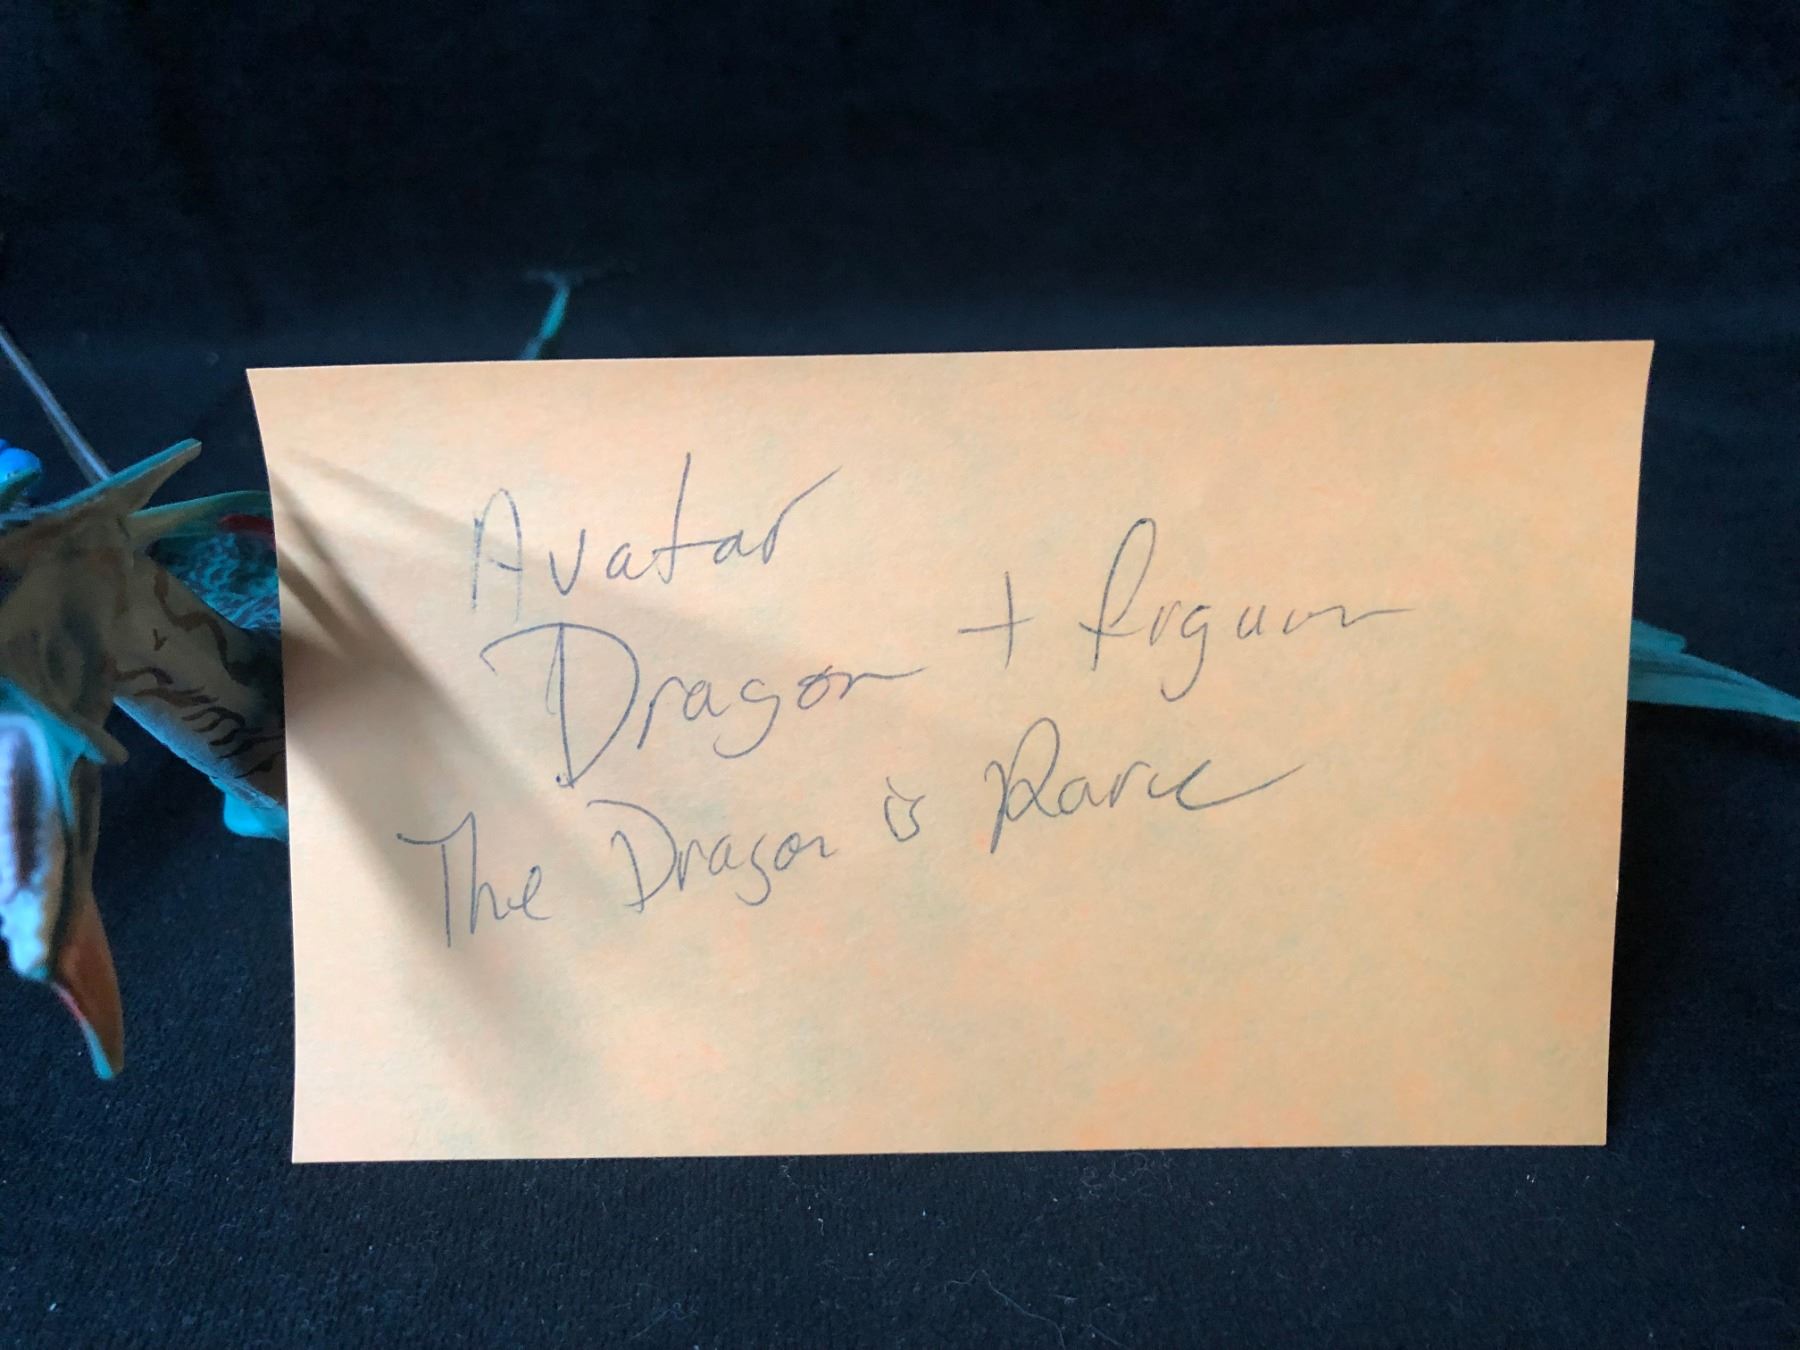 Avatar
Dragon + figure
The Dragon is Rare